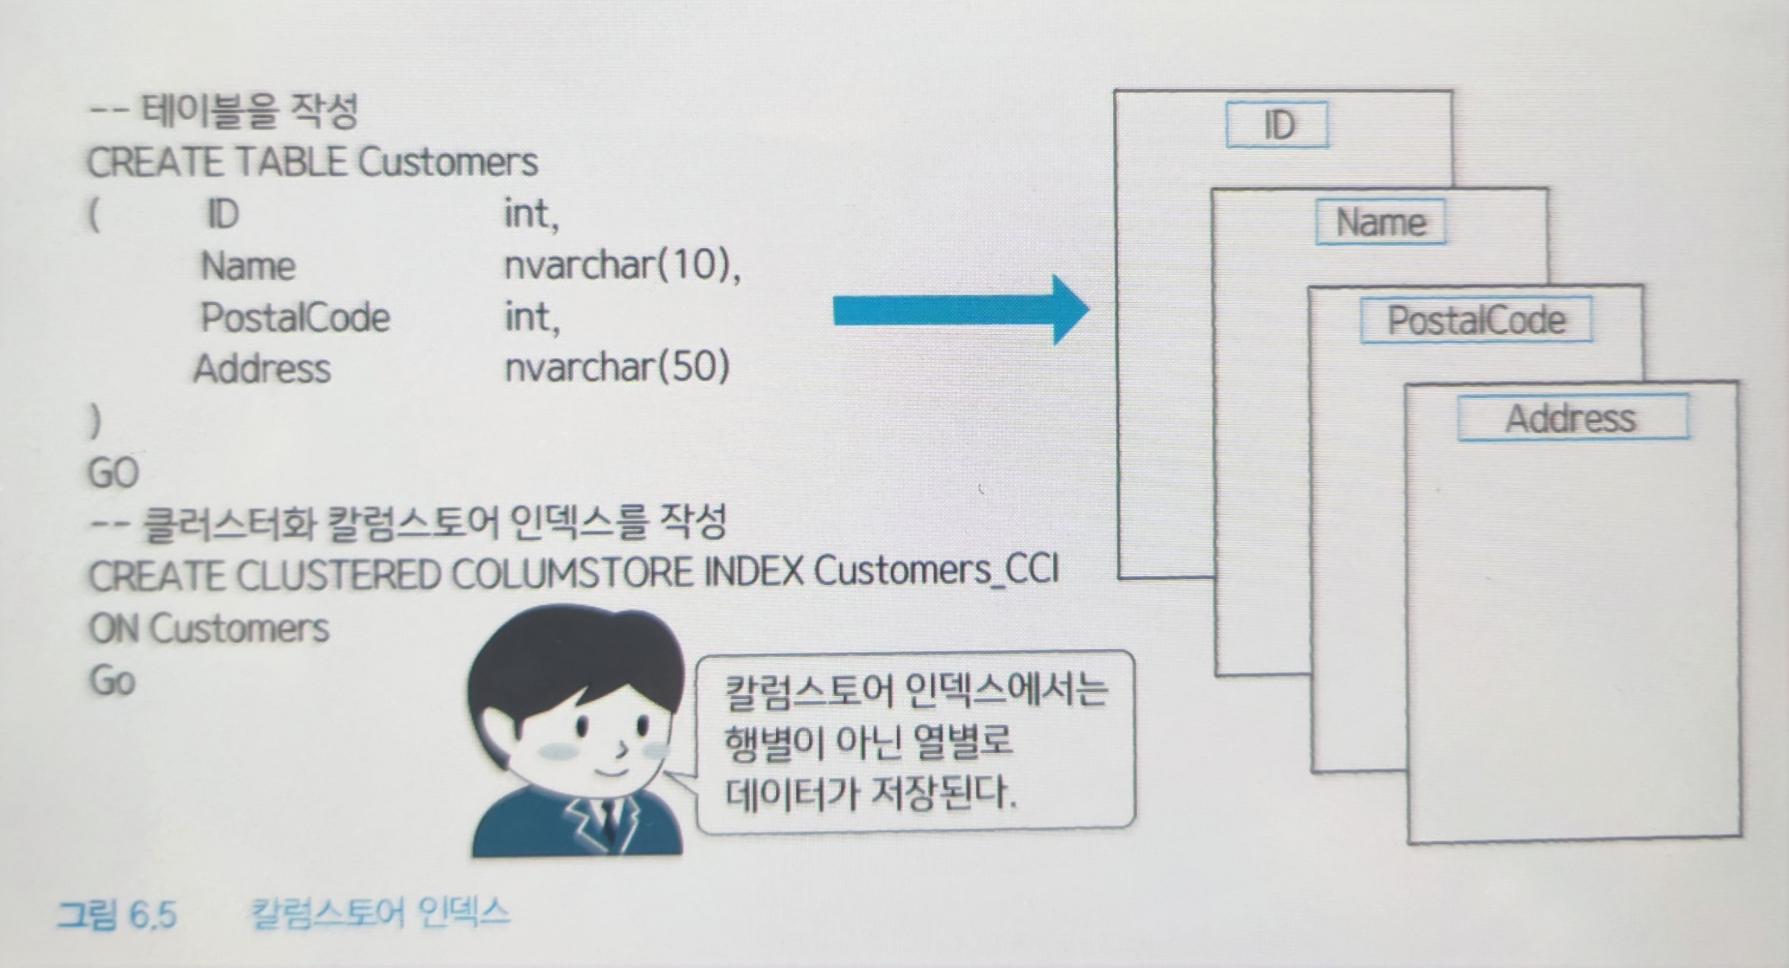 -- 테이블을 작성
CREATE TABLE Customers
( ID int,
Name nvarchar(10),
PostalCode int,
Address nvarchar(50)
)
GO
-- 클러스터화 칼럼스토어 인덱스를 작성
CREATE CLUSTERED COLUMSTORE INDEX Customers_CCI
ON Customers
Go
칼럼스토어 인덱스에서는
행별이 아닌 열별로
데이터가 저장된다.
ID
Name
PostalCode
Address
그림 6.5 칼럼스토어 인덱스